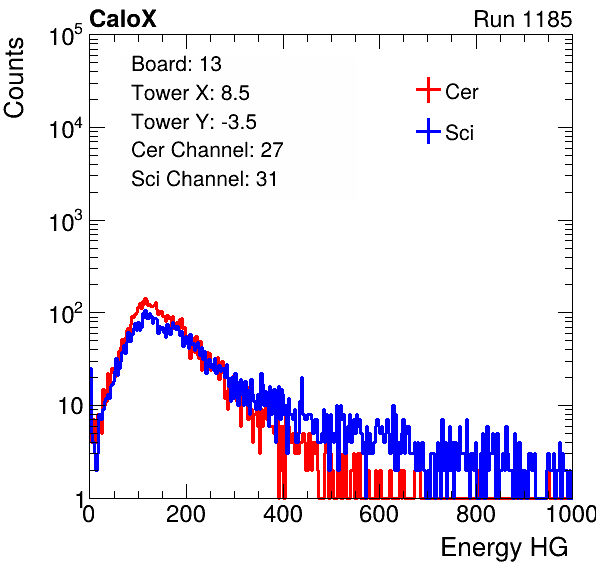 CaloX Run 1185
Counts
10^5
10^4
10^3
10^2
10
1
Board: 13
Tower X: 8.5
Tower Y: -3.5
Cer Channel: 27
Sci Channel: 31
Cer
Sci
0 200 400 600 800 1000
Energy HG